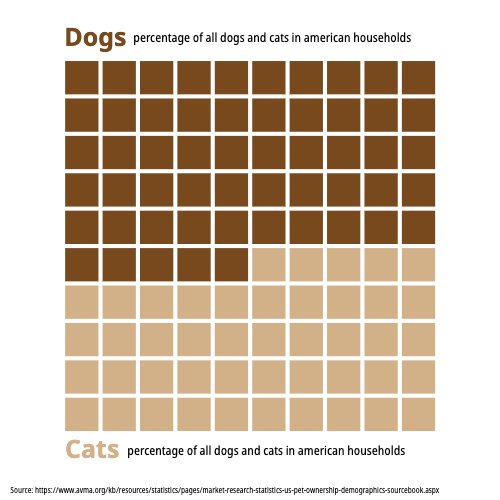 Dogs percentage of all dogs and cats in american households
Cats percentage of all dogs and cats in american households
Source: https://www.avma.org/kb/resources/statistics/pages/market-research-statistics-us-pet-ownership-demographics-sourcebook.aspx